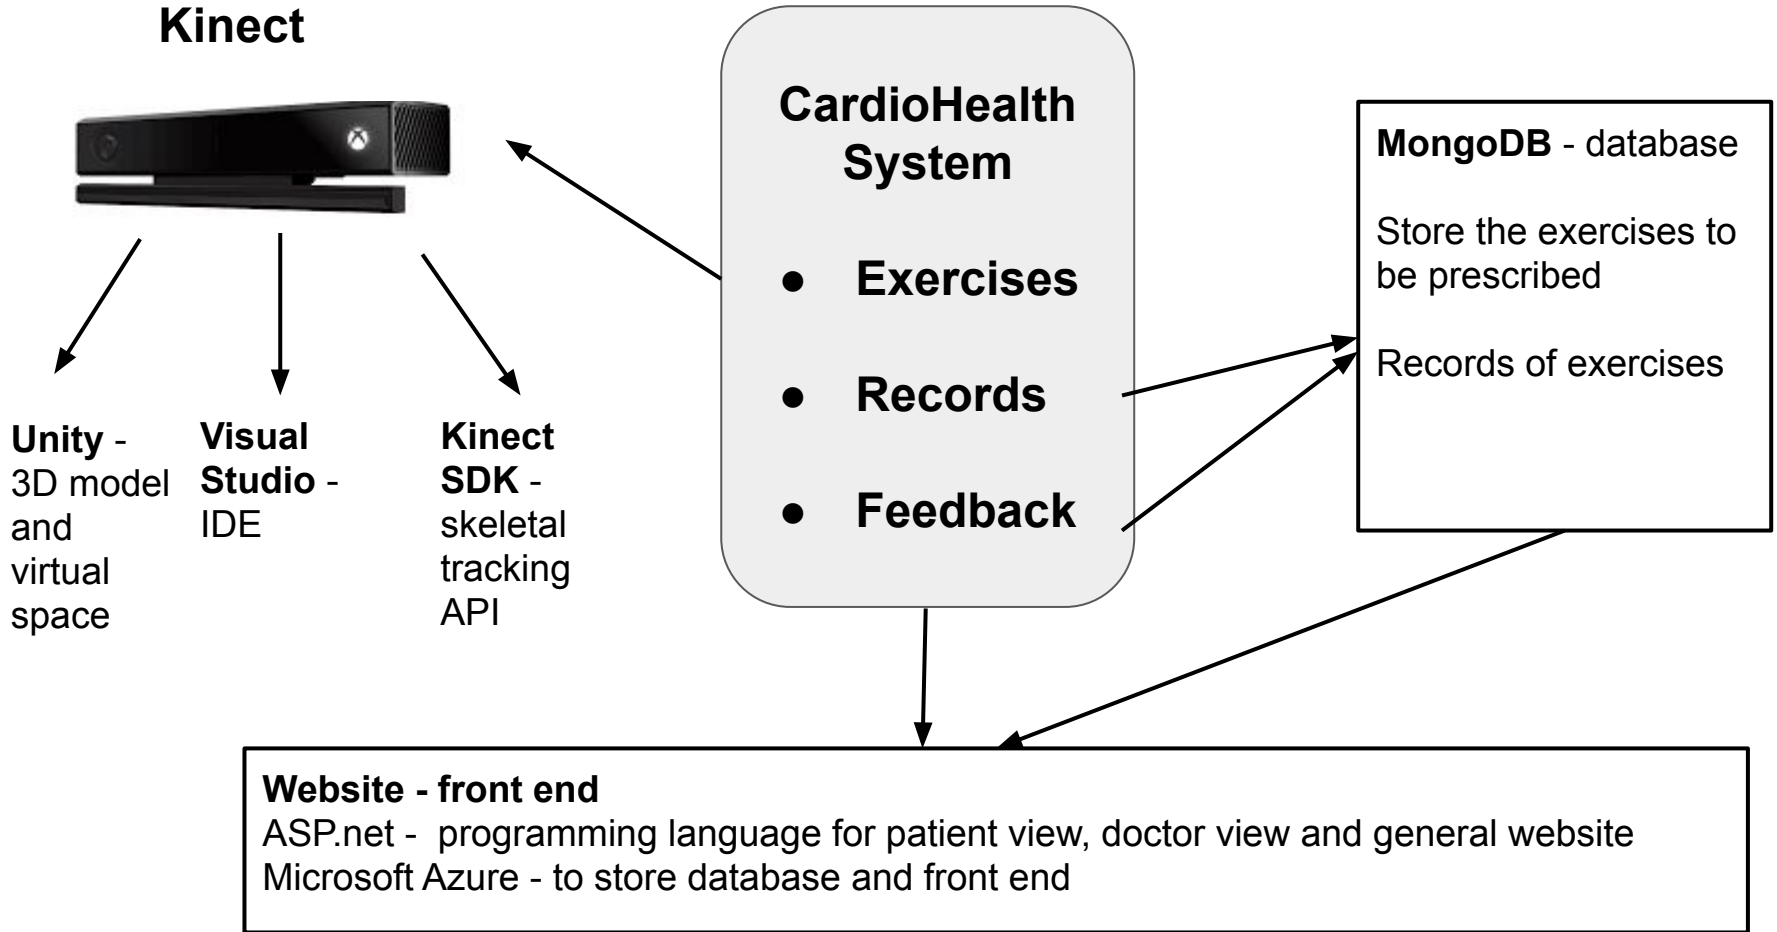 Kinect
CardioHealth
System
● Exercises
● Records
● Feedback
MongoDB - database
Store the exercises to
be prescribed
Records of exercises
Unity -
3D model
and
virtual
space
Visual
Studio -
IDE
Kinect
SDK -
skeletal
tracking
API
Website - front end
ASP.net - programming language for patient view, doctor view and general website
Microsoft Azure - to store database and front end